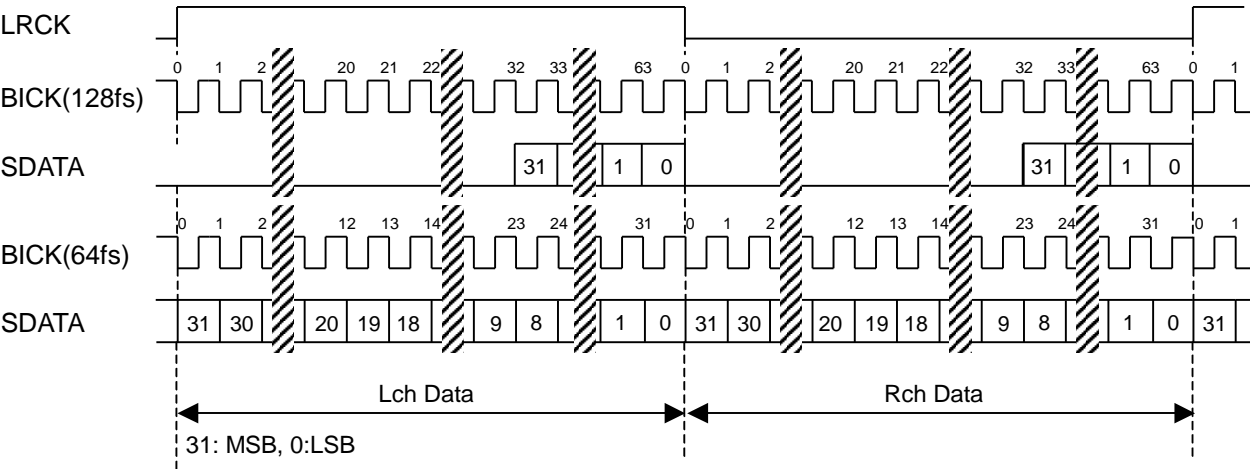 LRCK
0 1 2 20 21 22 32 33 63 0 1 2 20 21 22 32 33 63 0 1
BICK(128fs)
SDATA 31 1 0 31 1 0
0 1 2 12 13 14 23 24 31 0 1 2 12 13 14 23 24 31 0 1
BICK(64fs)
SDATA 31 30 20 19 18 9 8 1 0 31 30 20 19 18 9 8 1 0 31
Lch Data Rch Data
31: MSB, 0:LSB